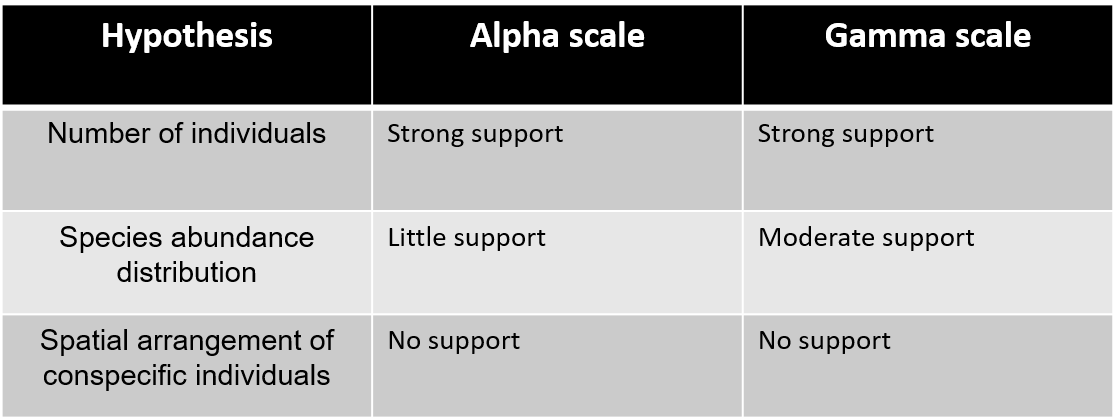 Hypothesis
Alpha scale
Gamma scale
Number of individuals
Strong support
Strong support
Species abundance
distribution
Little support
Moderate support
Spatial arrangement of
conspecific individuals
No support
No support